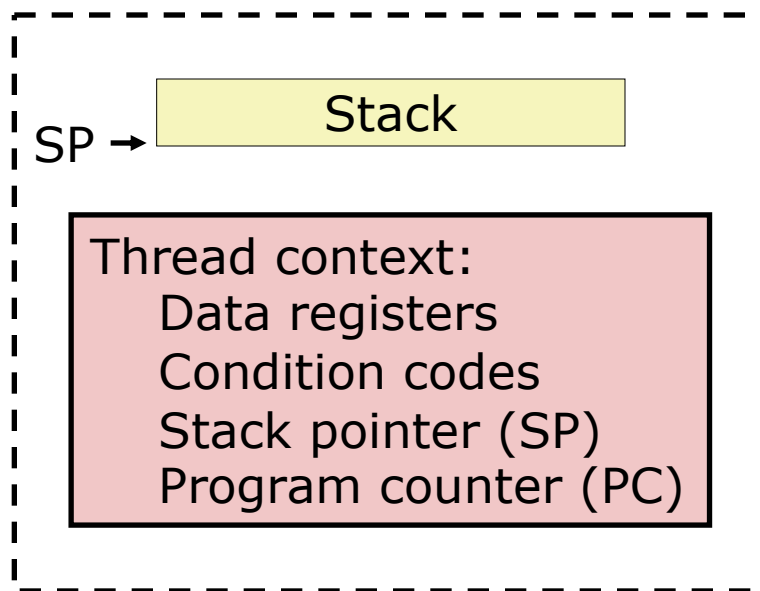 Stack
SP
Thread context:
Data registers
Condition codes
Stack pointer (SP)
Program counter (PC)